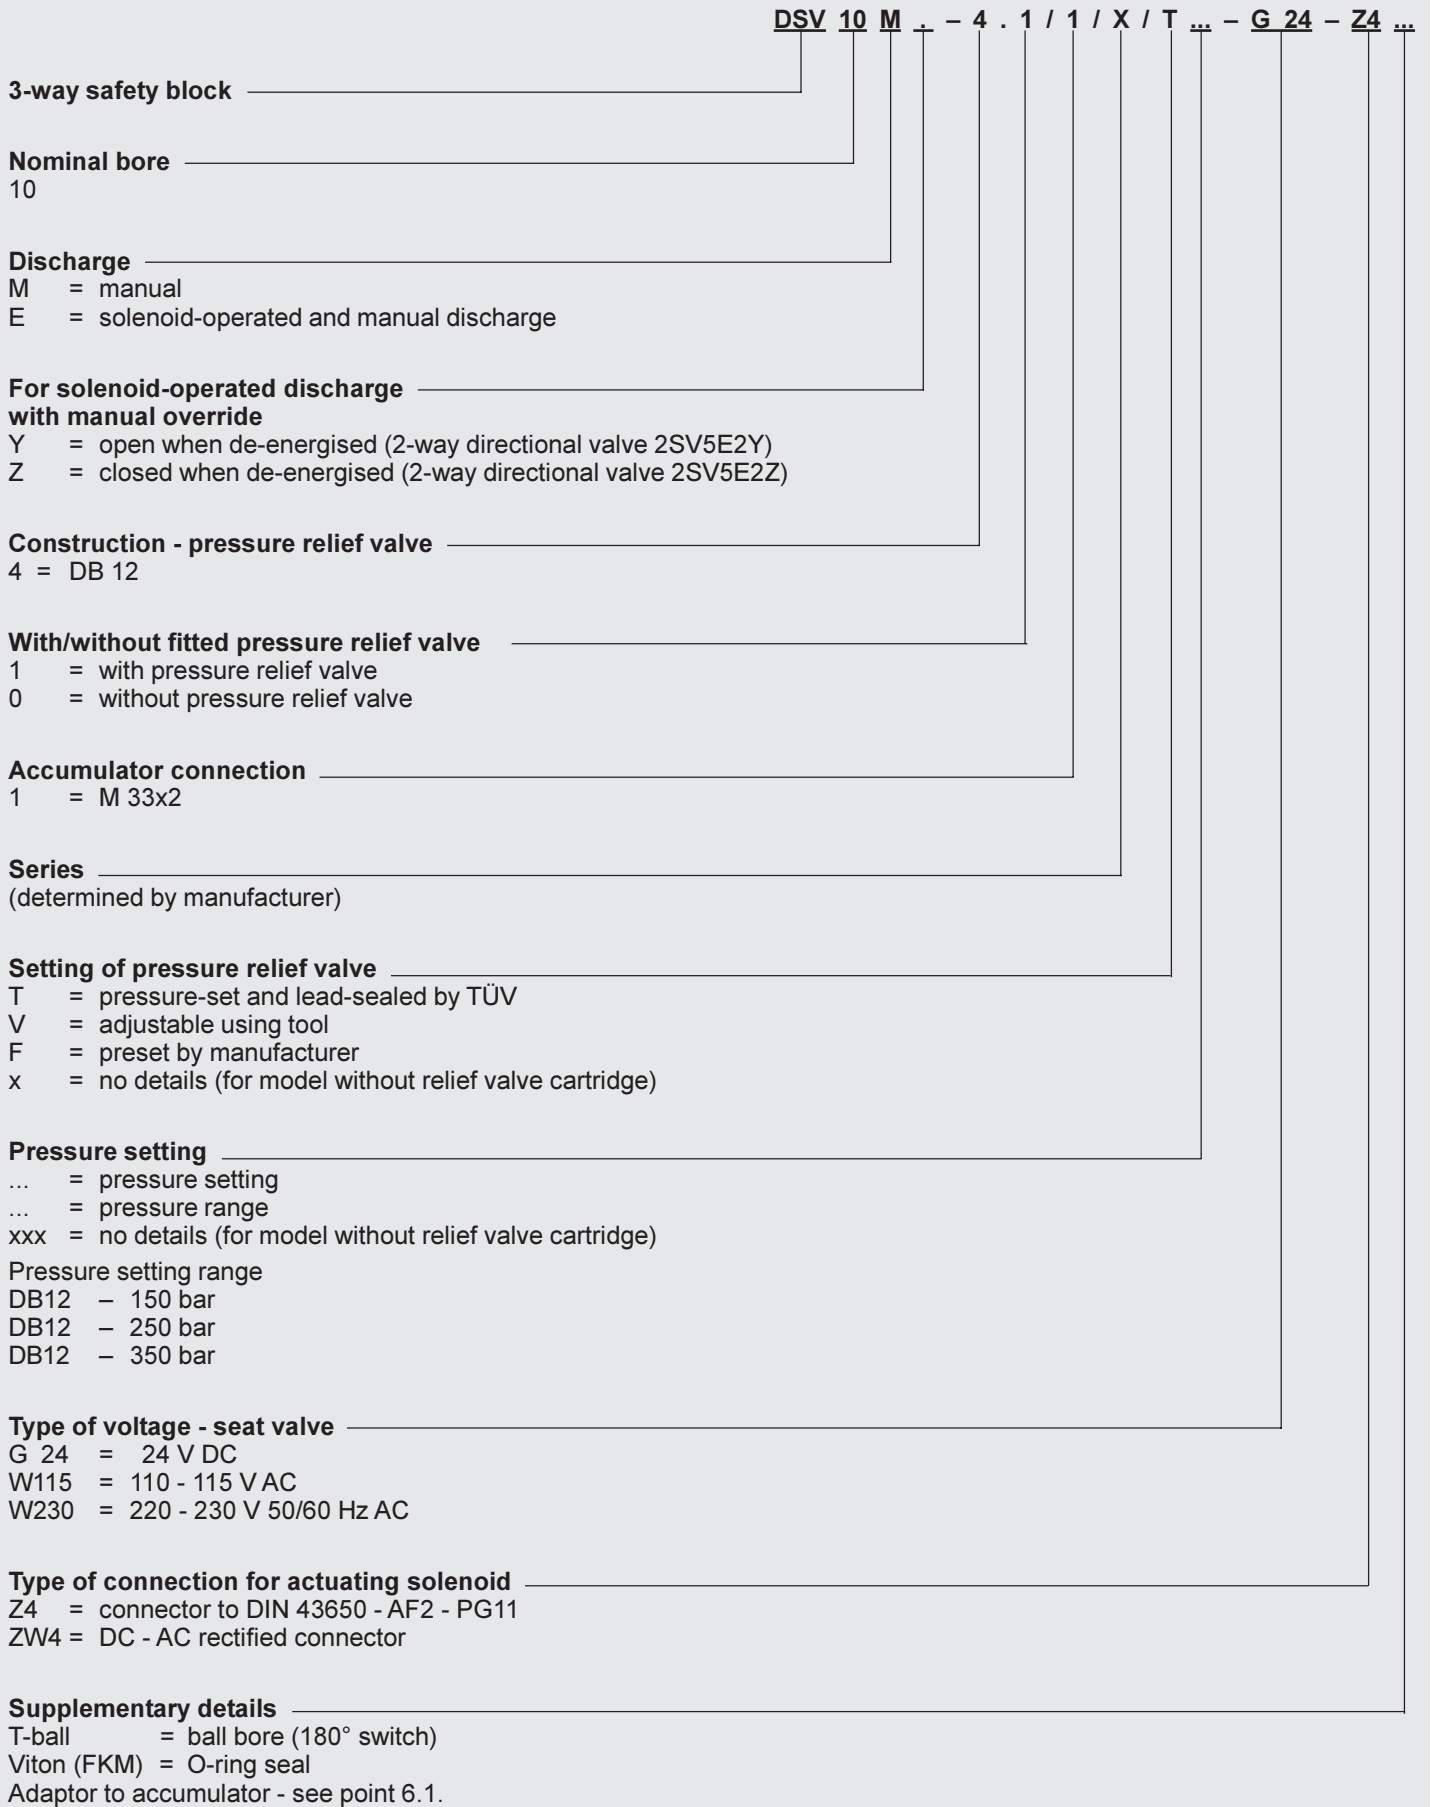 DSV 10 M . – 4 . 1 / 1 / X / T ... – G 24 – Z4 ...
3-way safety block
Nominal bore
10
Discharge
M = manual
E = solenoid-operated and manual discharge
For solenoid-operated discharge
with manual override
Y = open when de-energised (2-way directional valve 2SV5E2Y)
Z = closed when de-energised (2-way directional valve 2SV5E2Z)
Construction - pressure relief valve
4 = DB 12
With/without fitted pressure relief valve
1 = with pressure relief valve
0 = without pressure relief valve
Accumulator connection
1 = M 33x2
Series
(determined by manufacturer)
Setting of pressure relief valve
T = pressure-set and lead-sealed by TÜV
V = adjustable using tool
F = preset by manufacturer
x = no details (for model without relief valve cartridge)
Pressure setting
... = pressure setting
... = pressure range
xxx = no details (for model without relief valve cartridge)
Pressure setting range
DB12 – 150 bar
DB12 – 250 bar
DB12 – 350 bar
Type of voltage - seat valve
G 24 = 24 V DC
W115 = 110 - 115 V AC
W230 = 220 - 230 V 50/60 Hz AC
Type of connection for actuating solenoid
Z4 = connector to DIN 43650 - AF2 - PG11
ZW4 = DC - AC rectified connector
Supplementary details
T-ball = ball bore (180° switch)
Viton (FKM) = O-ring seal
Adaptor to accumulator - see point 6.1.